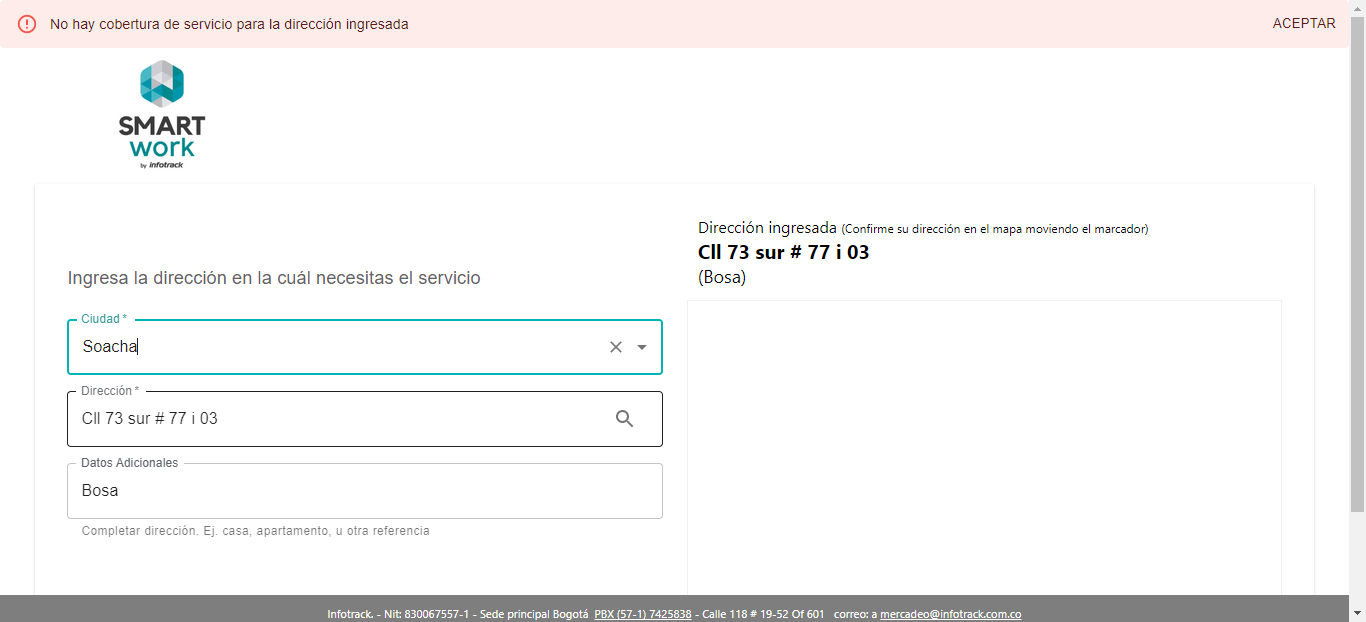 No hay cobertura de servicio para la dirección ingresada
ACEPTAR
SMART
work
by infotrack
Dirección ingresada (Confirme su dirección en el mapa moviendo el marcador)
Cll 73 sur # 77 i 03
(Bosa)
Ingresa la dirección en la cuál necesitas el servicio
Ciudad *
Soacha
Dirección *
Cll 73 sur # 77 i 03
Datos Adicionales
Bosa
Completar dirección. Ej. casa, apartamento, u otra referencia
Infotrack. - Nit: 830067557-1 - Sede principal Bogotá PBX (57-1) 7425838 - Calle 118 # 19-52 Of 601 correo: a mercadeo@infotrack.com.co